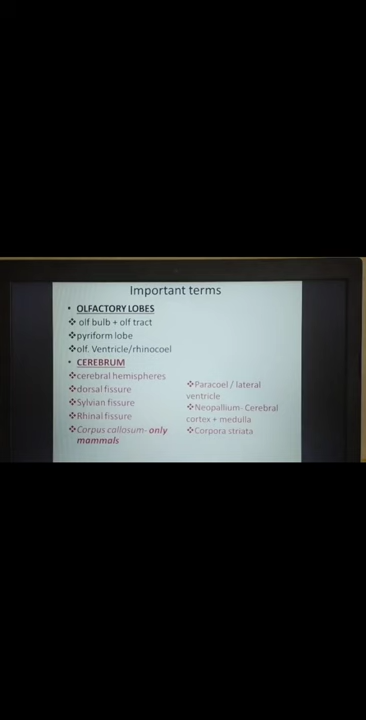 Important terms
• OLFACTORY LOBES
❖ olf bulb + olf tract
❖pyriform lobe
❖olf. Ventricle/rhinocoel
• CEREBRUM
❖cerebral hemispheres
❖dorsal fissure
❖Sylvian fissure
❖Rhinal fissure
❖Corpus callosum- only
mammals
❖Paracoel / lateral
ventricle
❖Neopallium- Cerebral
cortex + medulla
❖Corpora striata